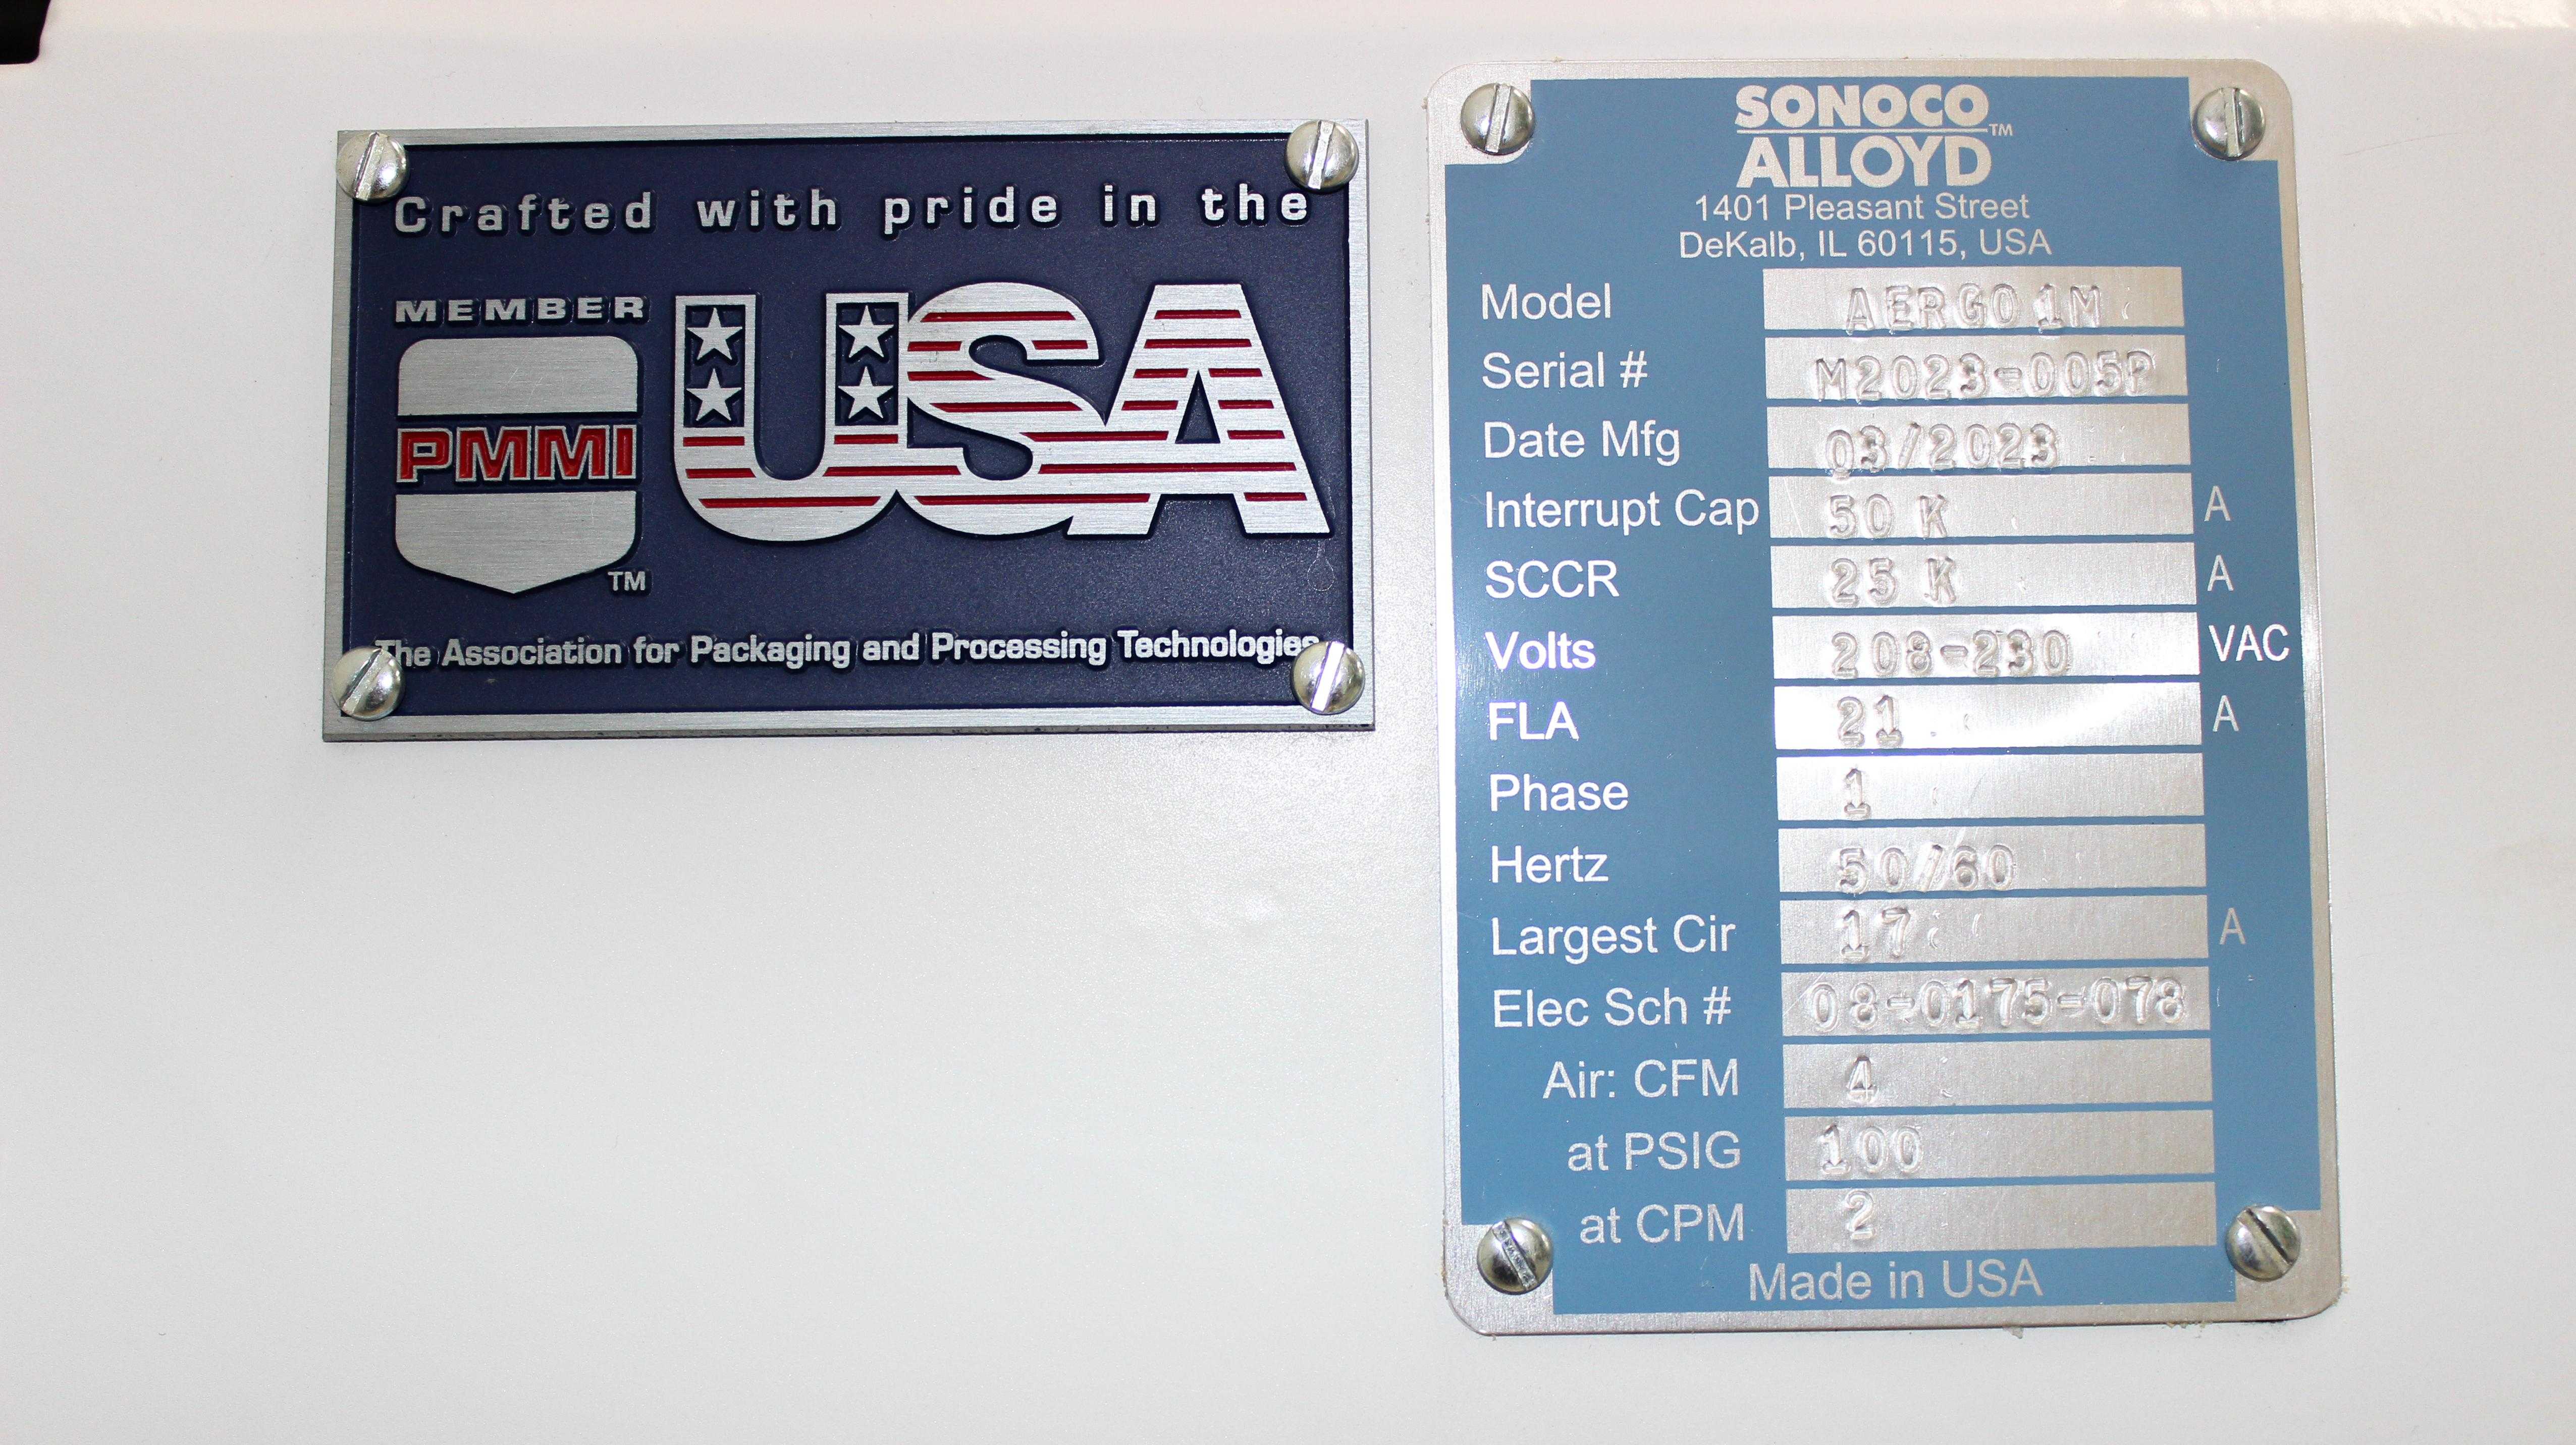 Crafted with pride in the
MEMBER
PMMI
TM
USA
The Association for Packaging and Processing Technologies
SONOCO
ALLOYD™
1401 Pleasant Street
DeKalb, IL 60115, USA
Model AERGO 1M
Serial # M2023-005P
Date Mfg 03/2023
Interrupt Cap 50 K A
SCCR 25 K A
Volts 208-230 VAC
FLA 21 A
Phase 1
Hertz 50/60
Largest Cir 17 A
Elec Sch # 08-0175-078
Air: CFM 4
at PSIG 100
at CPM 2
Made in USA